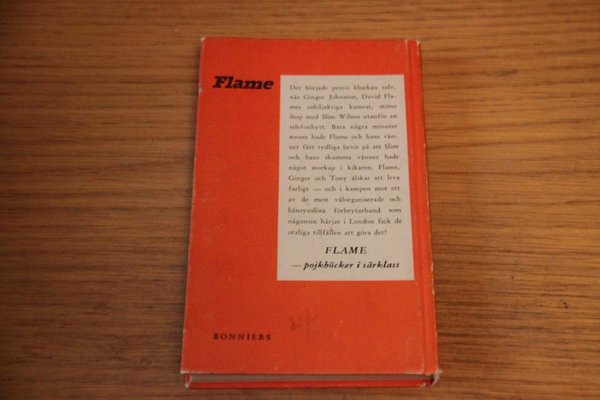 Flame
Det började precis klockan tolv,
när Ginger Johnston, David Fla-
mes oskiljaktiga kamrat, stötte
ihop med Slim Wilson utanför en
telefonhytt. Bara några minuter
senare hade Flame och hans vän-
ner fått tydliga bevis på att Slim
och hans skumma vänner hade
något storkap i kikaren. Flame,
Ginger och Tony älskar att leva
farligt — och i kampen mot ett
av de mest välorganiserade och
hänsynslösa förbrytarband som
någonsin härjat i London fick de
otaliga tillfällen att göra det!
FLAME
—pojkböcker i särklass
BONNIERS